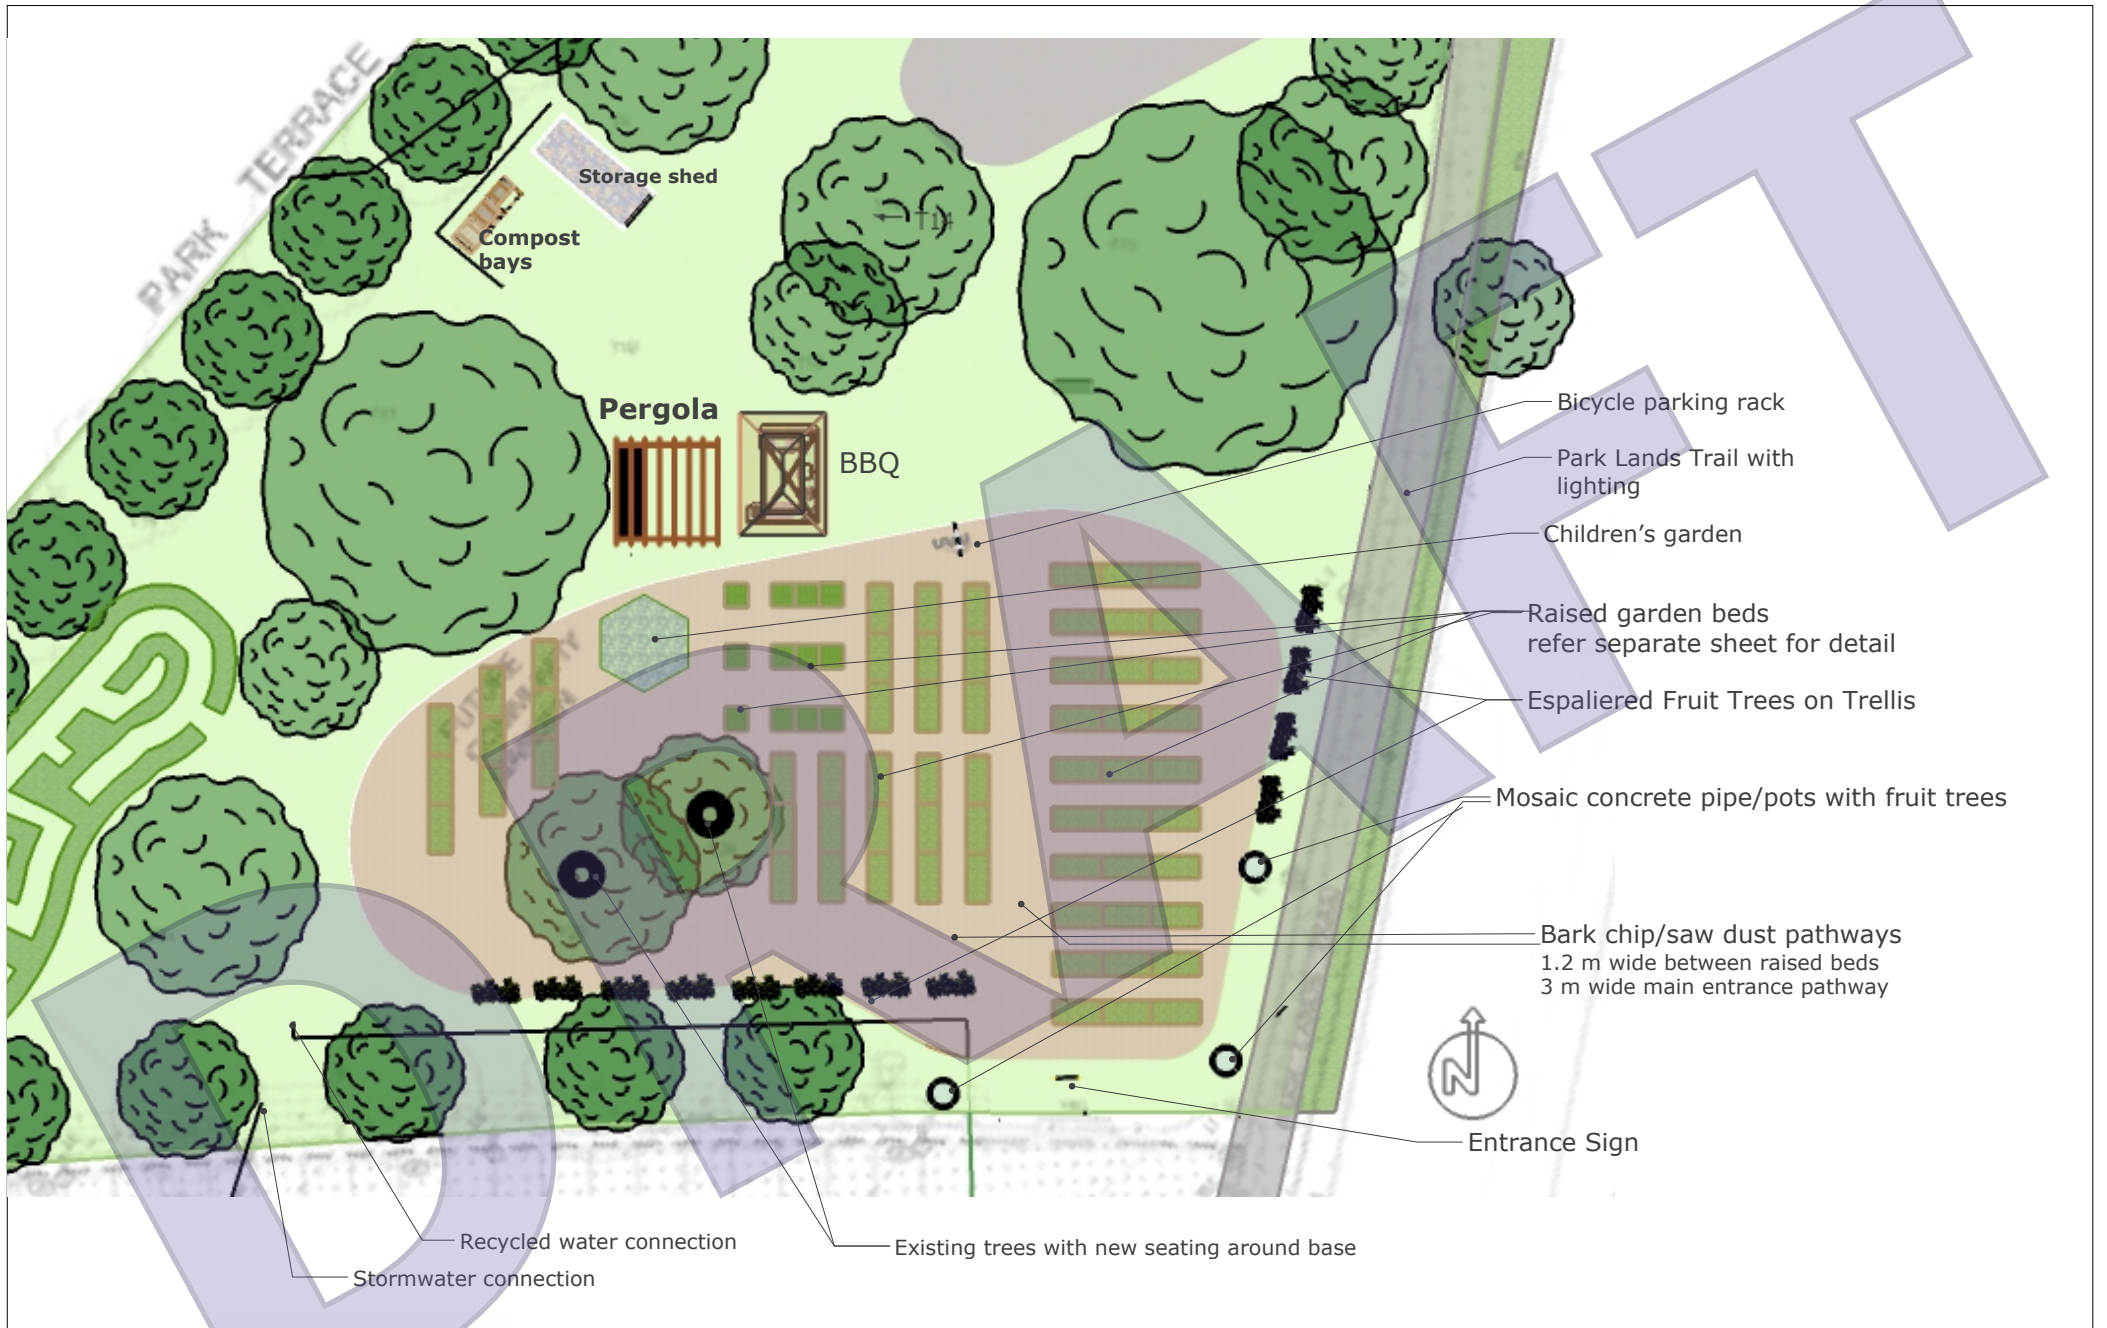 PARK TERRACE
Storage shed
Compost
bays
T14
Pergola
BBQ
Bicycle parking rack
Park Lands Trail with
lighting
Children’s garden
Raised garden beds
refer separate sheet for detail
Espaliered Fruit Trees on Trellis
Mosaic concrete pipe/pots with fruit trees
Bark chip/saw dust pathways
1.2 m wide between raised beds
3 m wide main entrance pathway
N
Entrance Sign
Recycled water connection
Existing trees with new seating around base
Stormwater connection
DRAFT